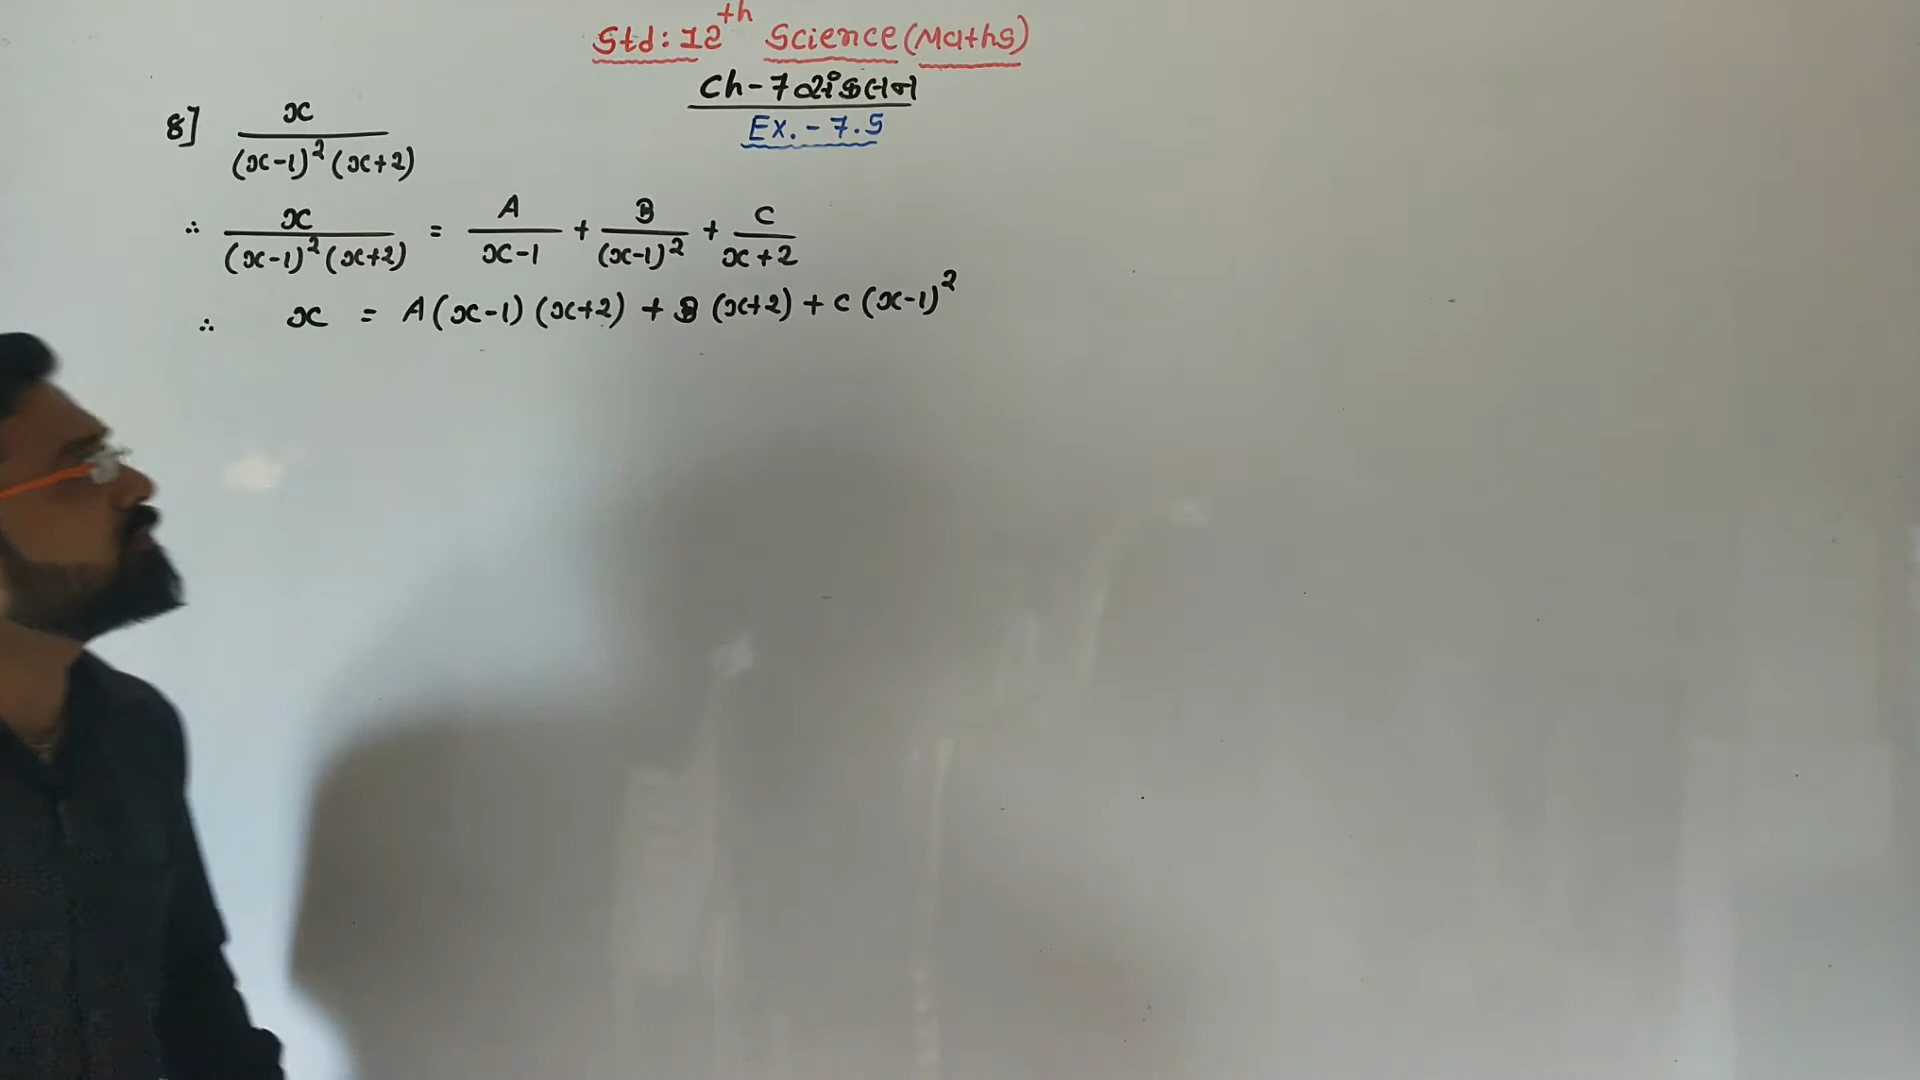 Std: 12th Science (Maths)
Ch-7 સંકલન
Ex.-7.5
8] x / (x-1)² (x+2)
∴ x / (x-1)² (x+2) = A / x-1 + B / (x-1)² + C / x+2
∴ x = A(x-1) (x+2) + B (x+2) + C (x-1)²